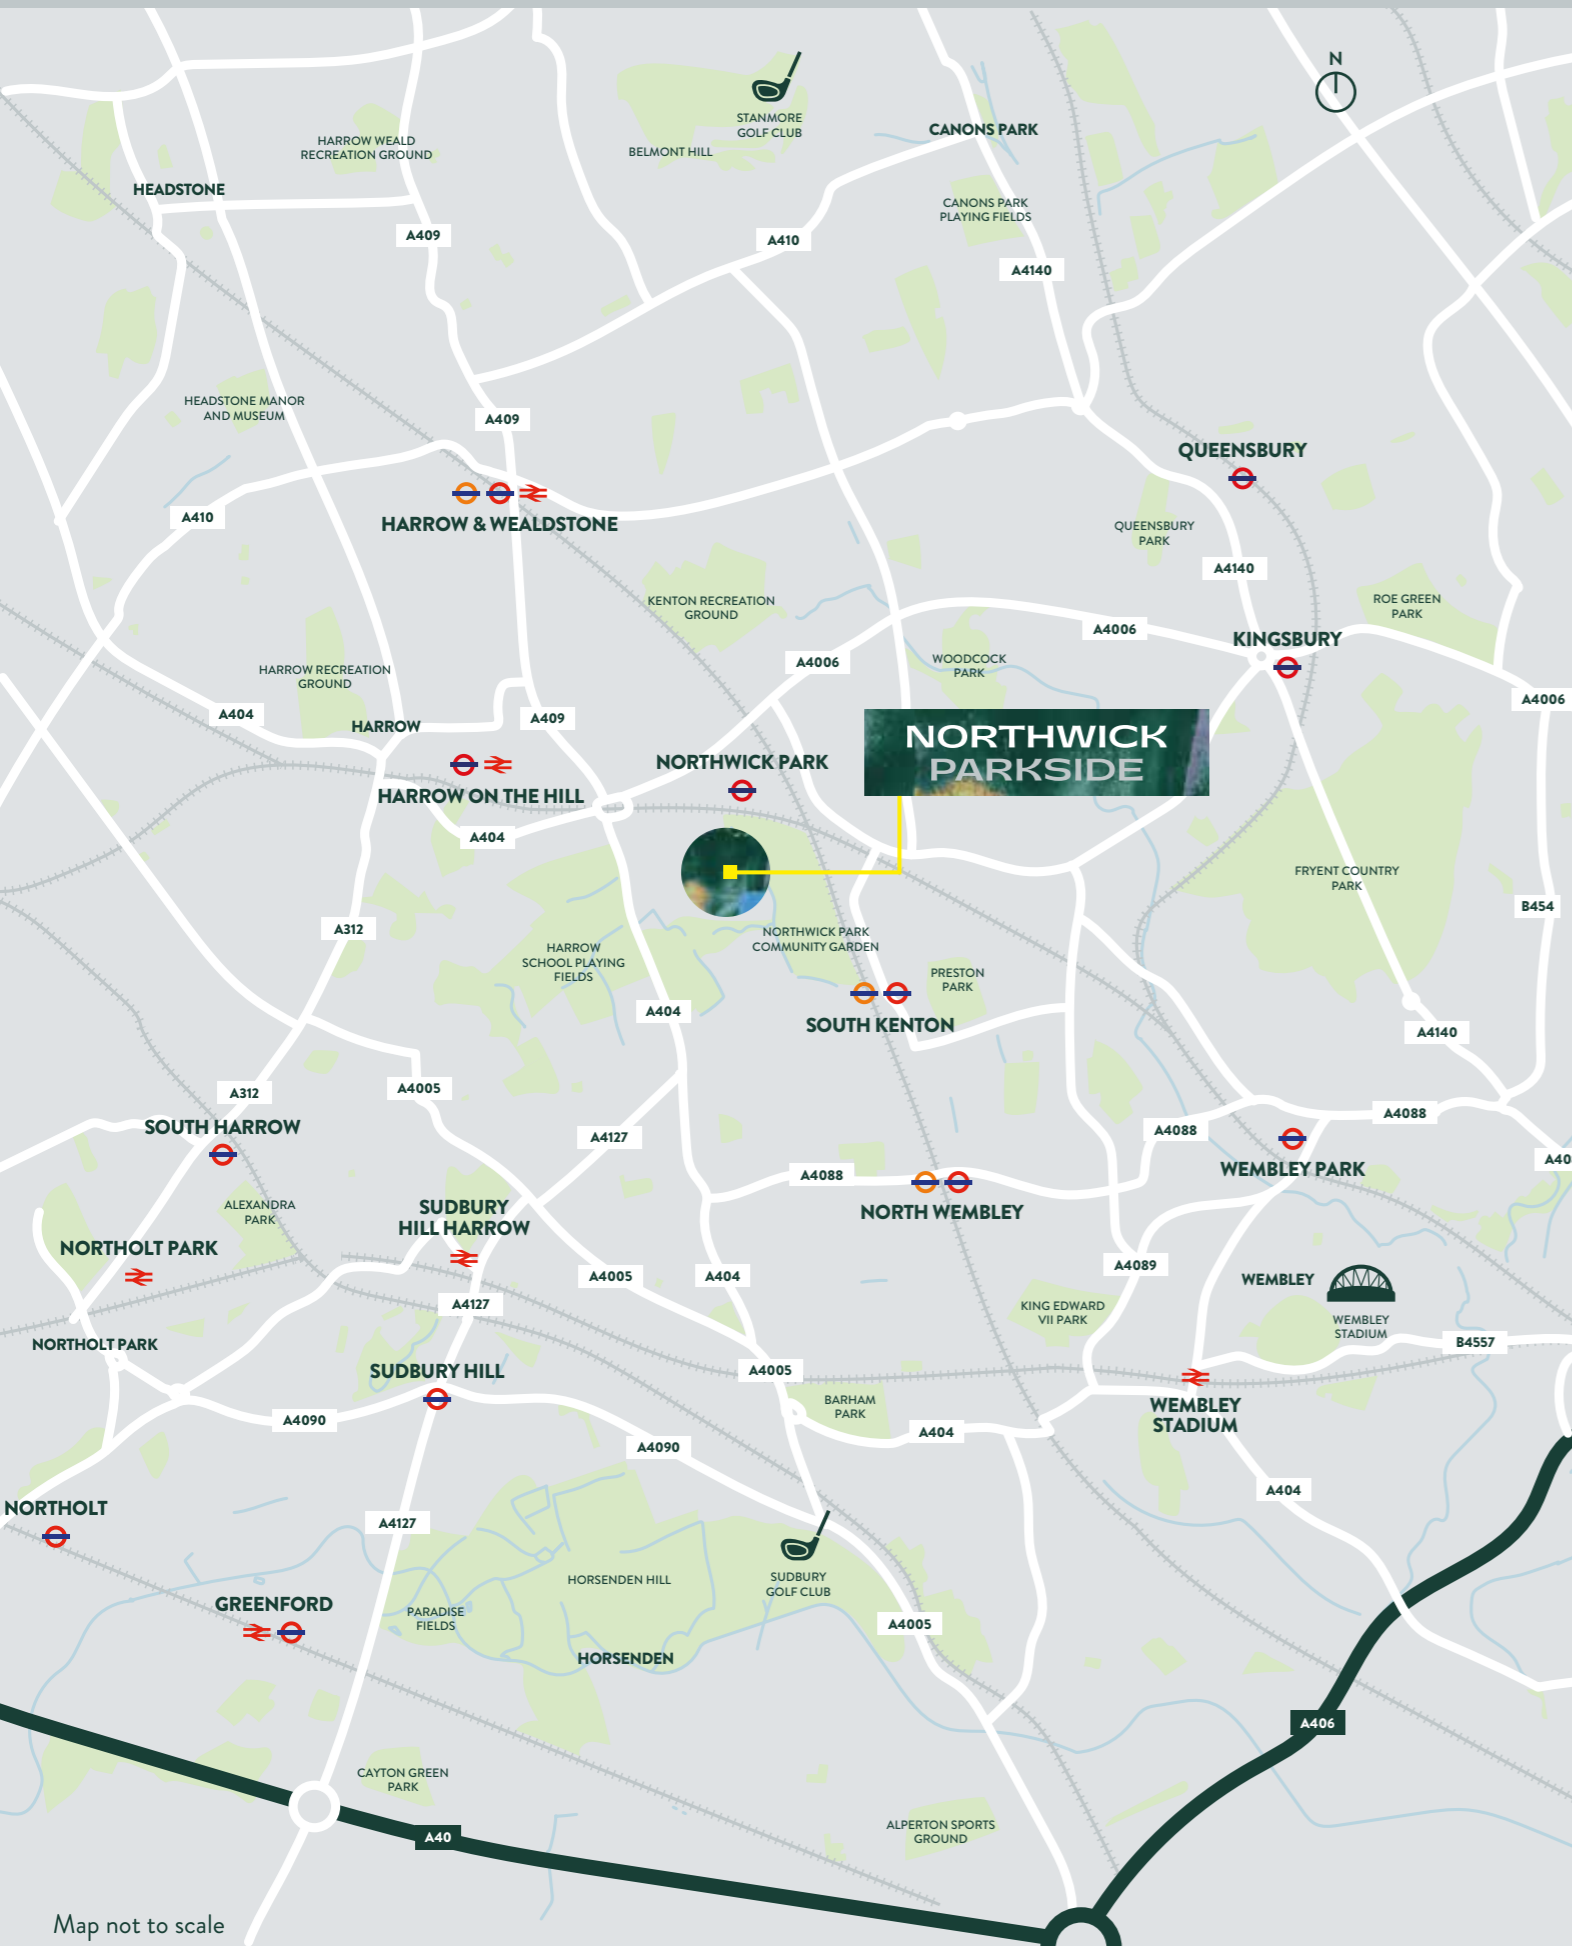 N
STANMORE
GOLF CLUB
CANONS PARK
HARROW WEALD
RECREATION GROUND
BELMONT HILL
HEADSTONE
CANONS PARK
PLAYING FIELDS
A409
A410
A4140
HEADSTONE MANOR
AND MUSEUM
A409
QUEENSBURY
A410
HARROW & WEALDSTONE
QUEENSBURY
PARK
A4140
KENTON RECREATION
GROUND
ROE GREEN
PARK
A4006
KINGSBURY
HARROW RECREATION
GROUND
A4006
WOODCOCK
PARK
A4006
A404
HARROW
A409
NORTHWICK PARK
NORTHWICK
PARKSIDE
HARROW ON THE HILL
A404
FRYENT COUNTRY
PARK
B454
A312
NORTHWICK PARK
COMMUNITY GARDEN
HARROW
SCHOOL PLAYING
FIELDS
PRESTON
PARK
A404
SOUTH KENTON
A4140
A312
A4005
SOUTH HARROW
A4127
A4088
A4088
WEMBLEY PARK
A40
A4088
ALEXANDRA
PARK
SUDBURY
HILL HARROW
NORTH WEMBLEY
NORTHOLT PARK
A4005
A404
A4089
WEMBLEY
A4127
KING EDWARD
VII PARK
WEMBLEY
STADIUM
NORTHOLT PARK
B4557
SUDBURY HILL
A4005
BARHAM
PARK
WEMBLEY
STADIUM
A4090
A404
A4090
A404
NORTHOLT
A4127
HORSENDEN HILL
SUDBURY
GOLF CLUB
GREENFORD
PARADISE
FIELDS
A4005
HORSENDEN
A406
CAYTON GREEN
PARK
A40
ALPERTON SPORTS
GROUND
Map not to scale